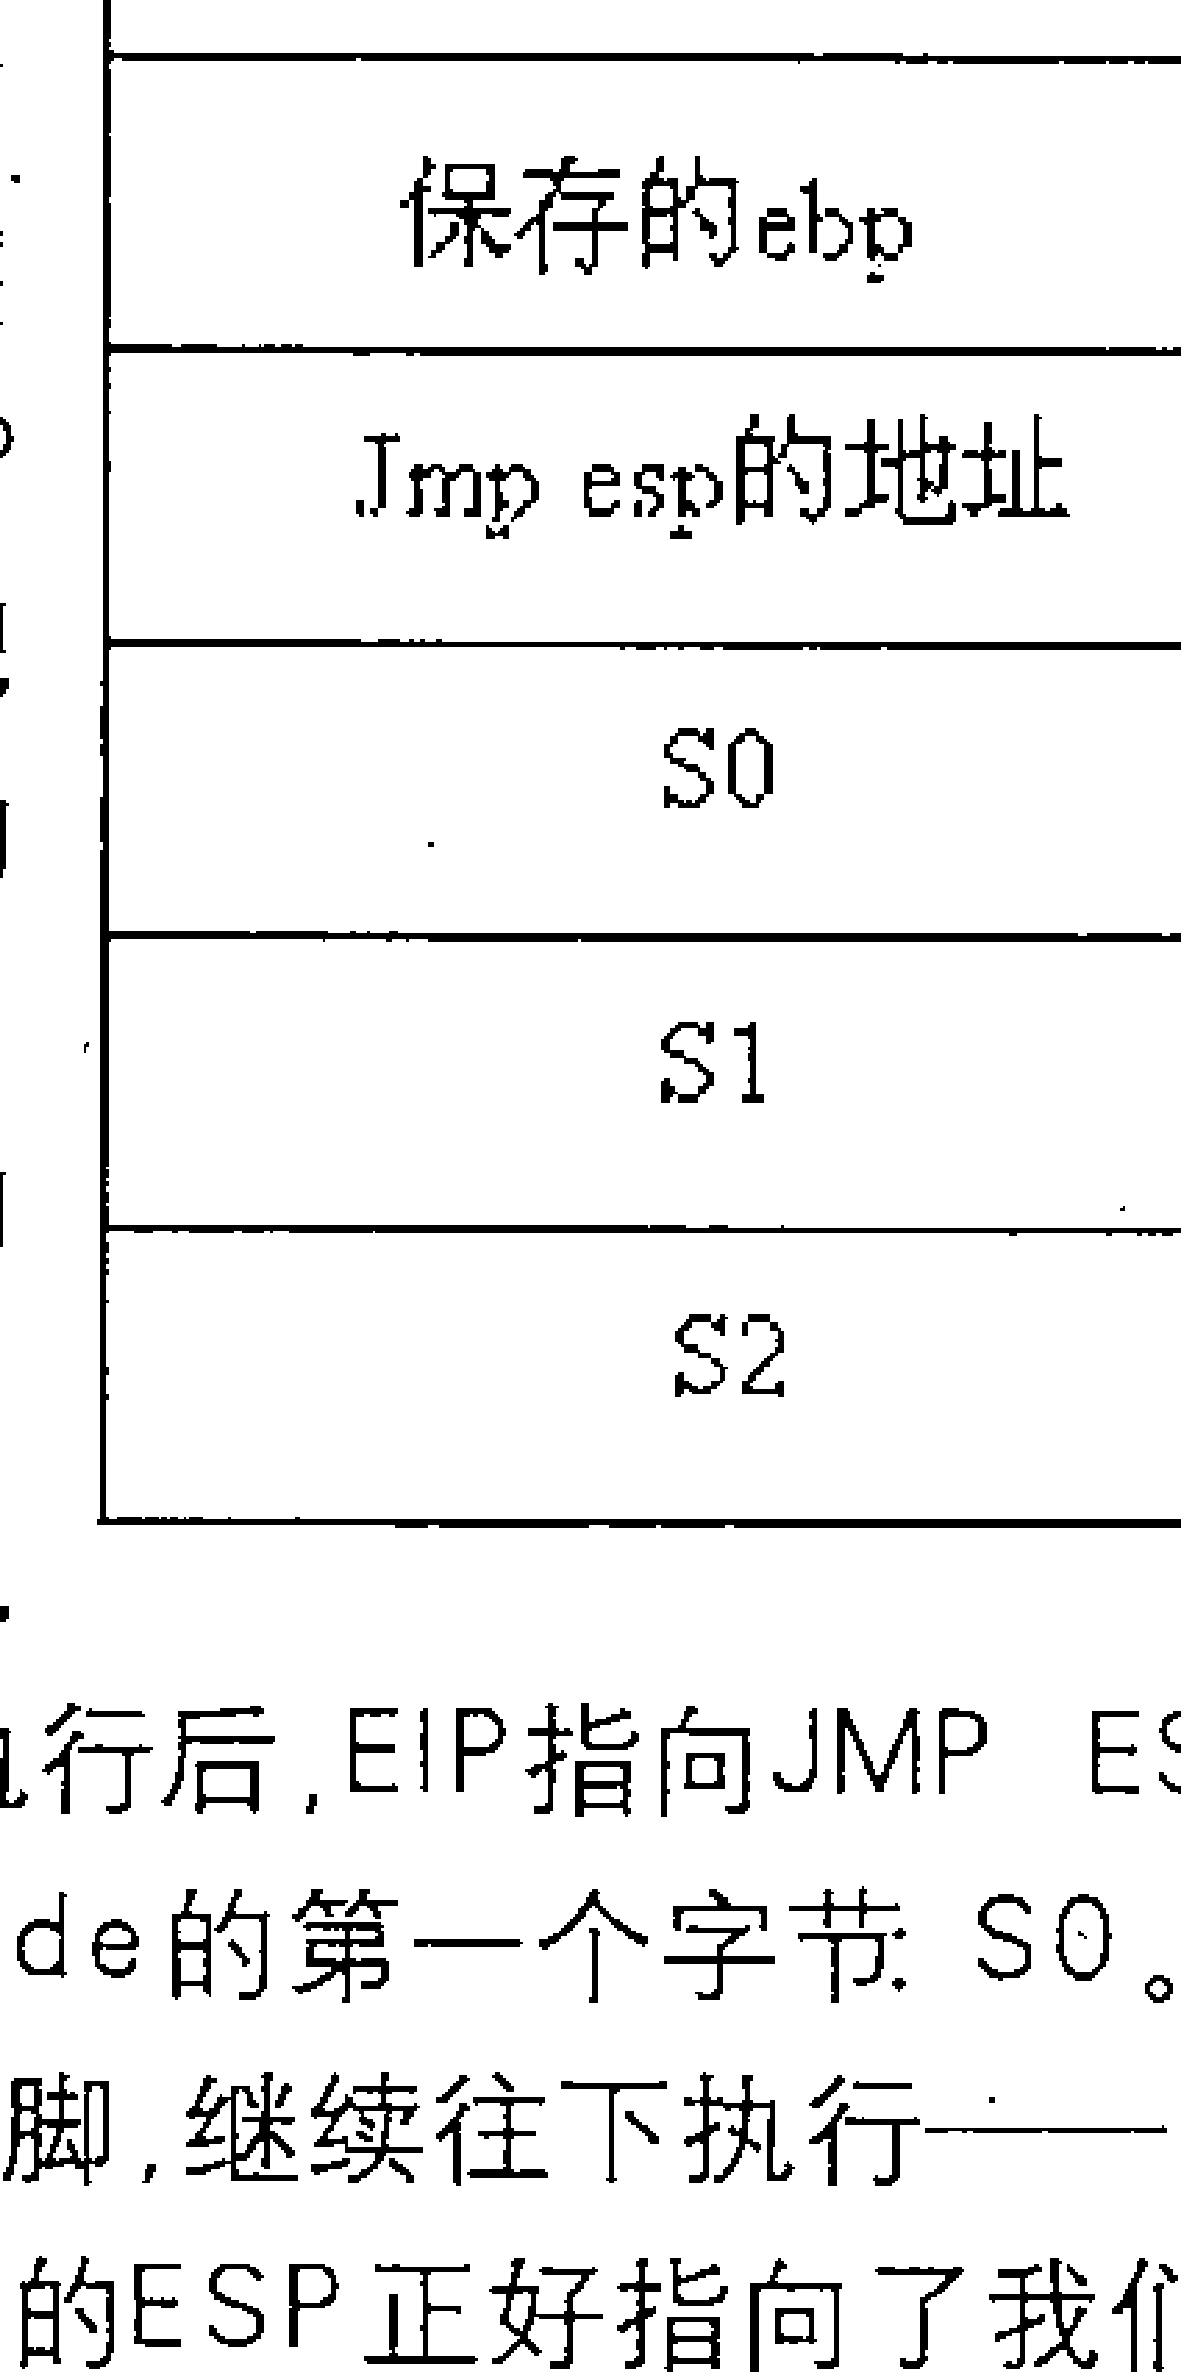 保存的ebp
Jmp esp的地址
S0
S1
S2
行后,EIP指向JMP ES
de的第一个字节 S0。
脚,继续往下执行——
的ESP正好指向了我们